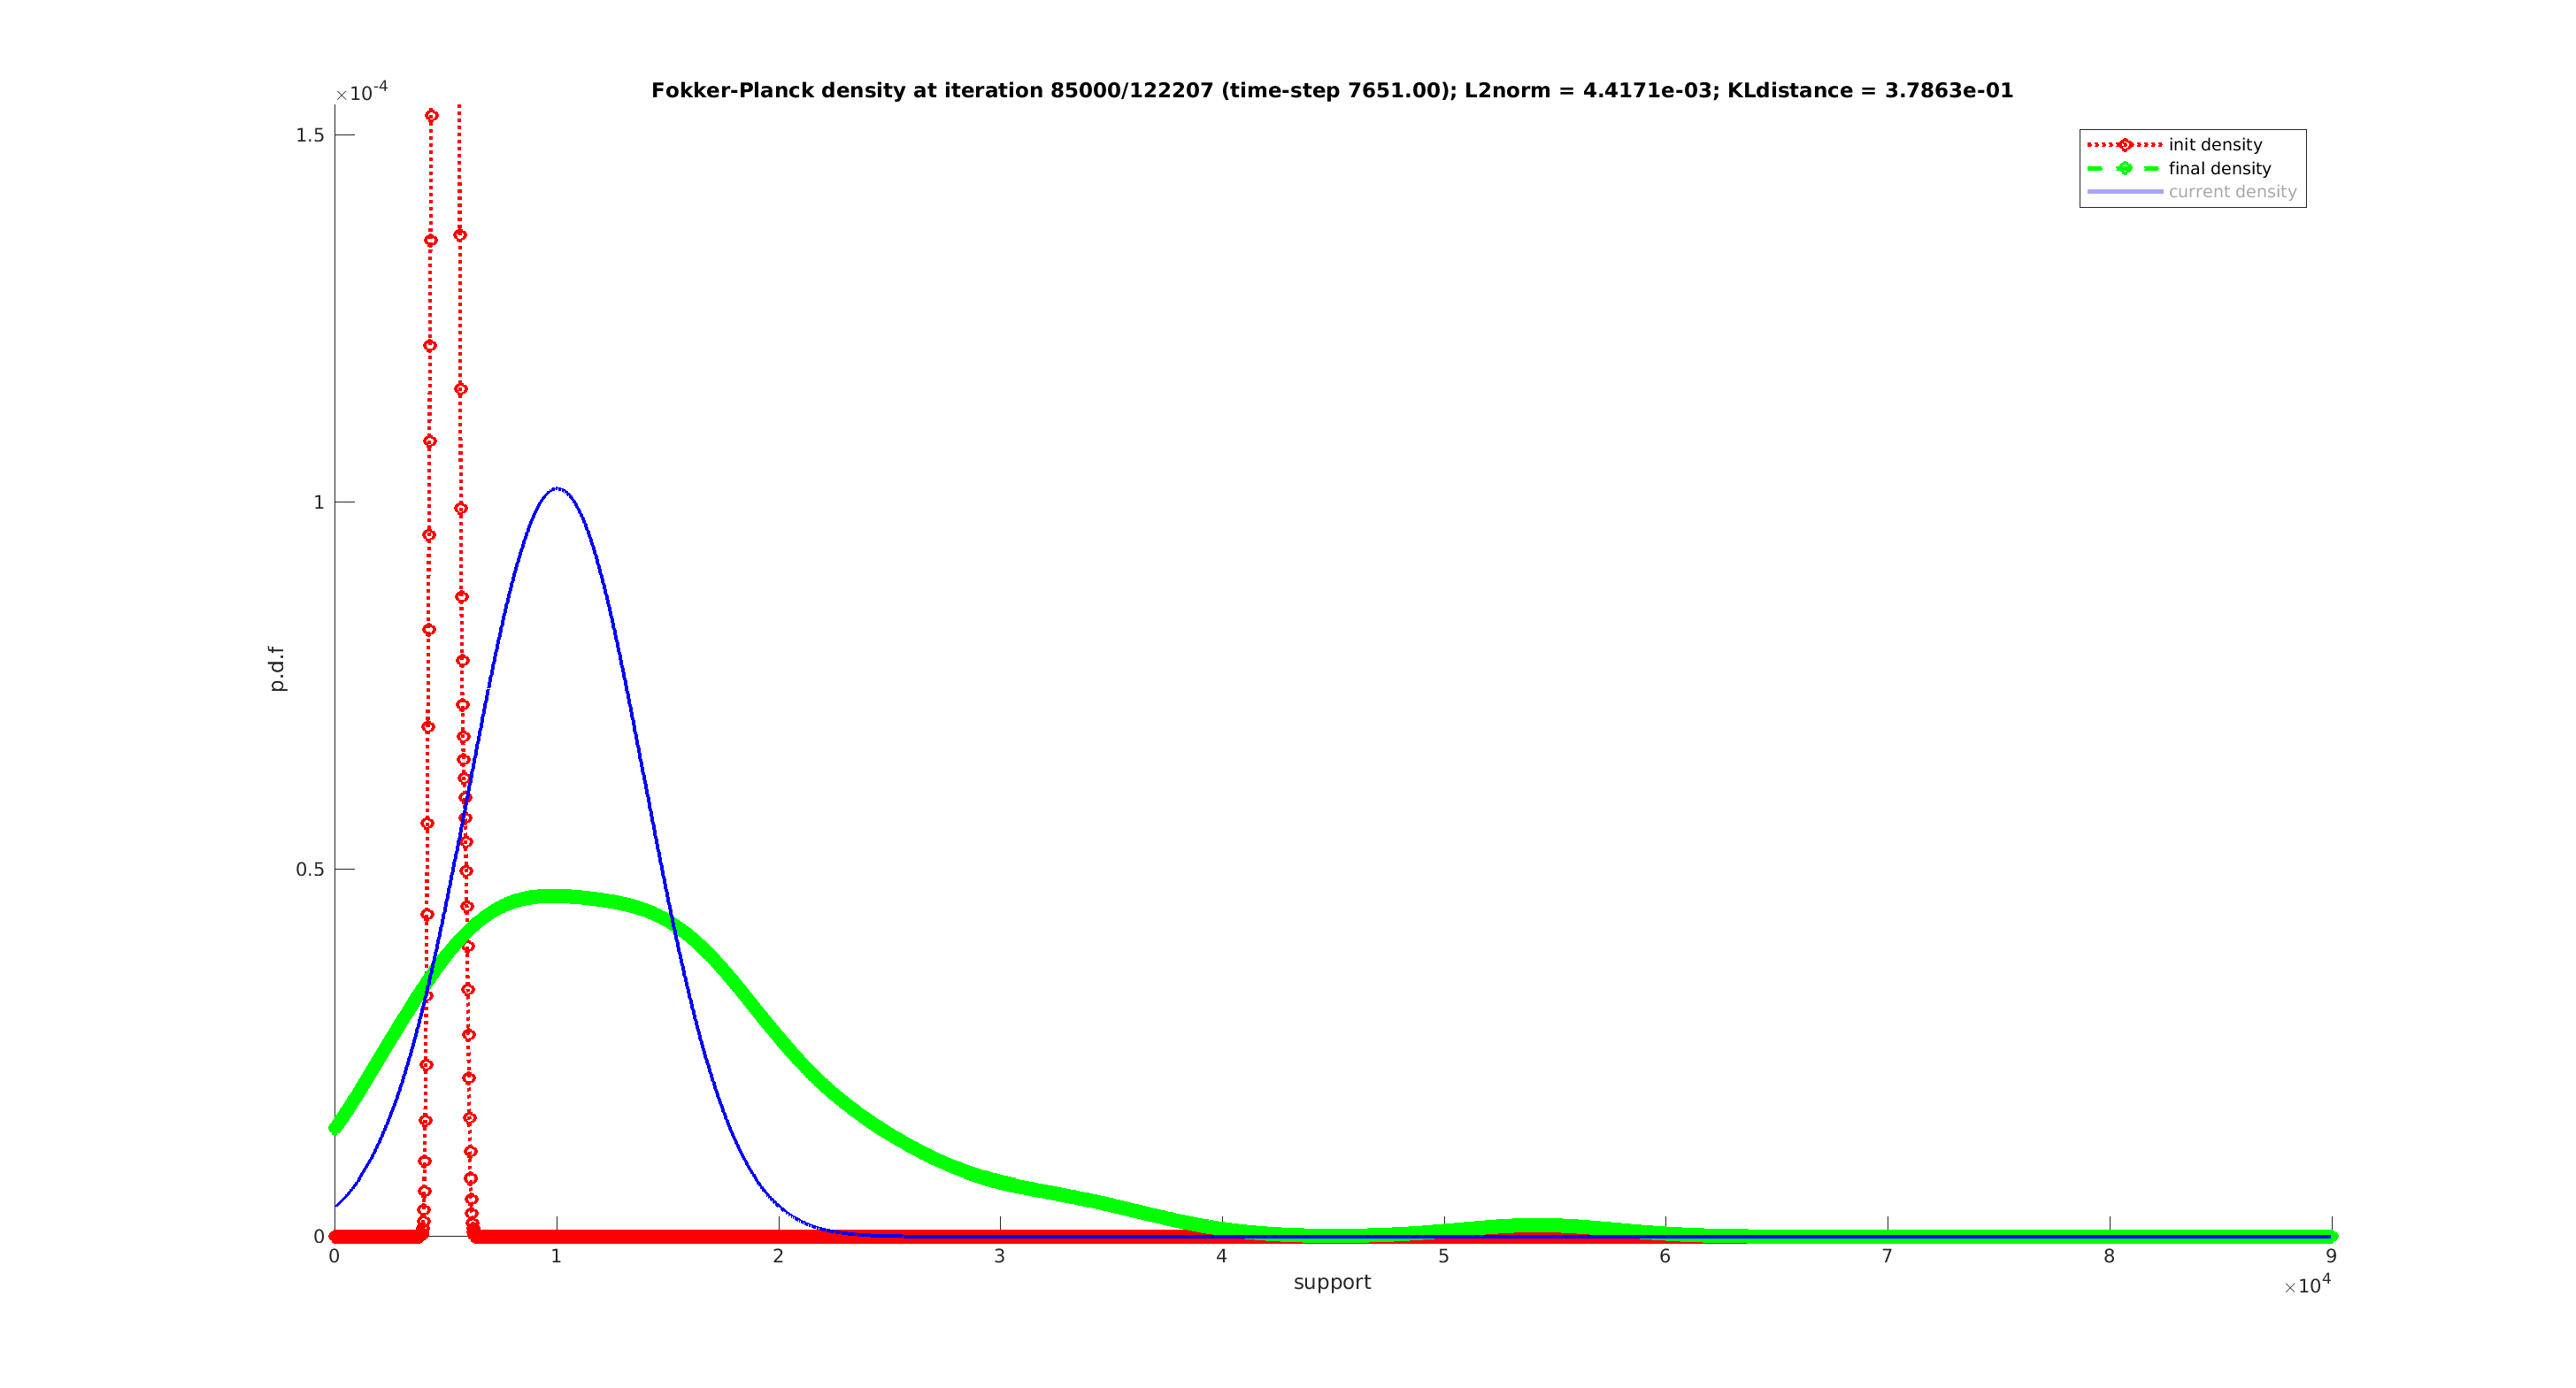 Fokker-Planck density at iteration 85000/122207 (time-step 7651.00); L2norm = 4.4171e-03; KLdistance = 3.7863e-01
×10⁻⁴
init density
final density
current density
1.5
1
0.5
0
p.d.f
0 1 2 3 4 5 6 7 8 9
support
×10⁴